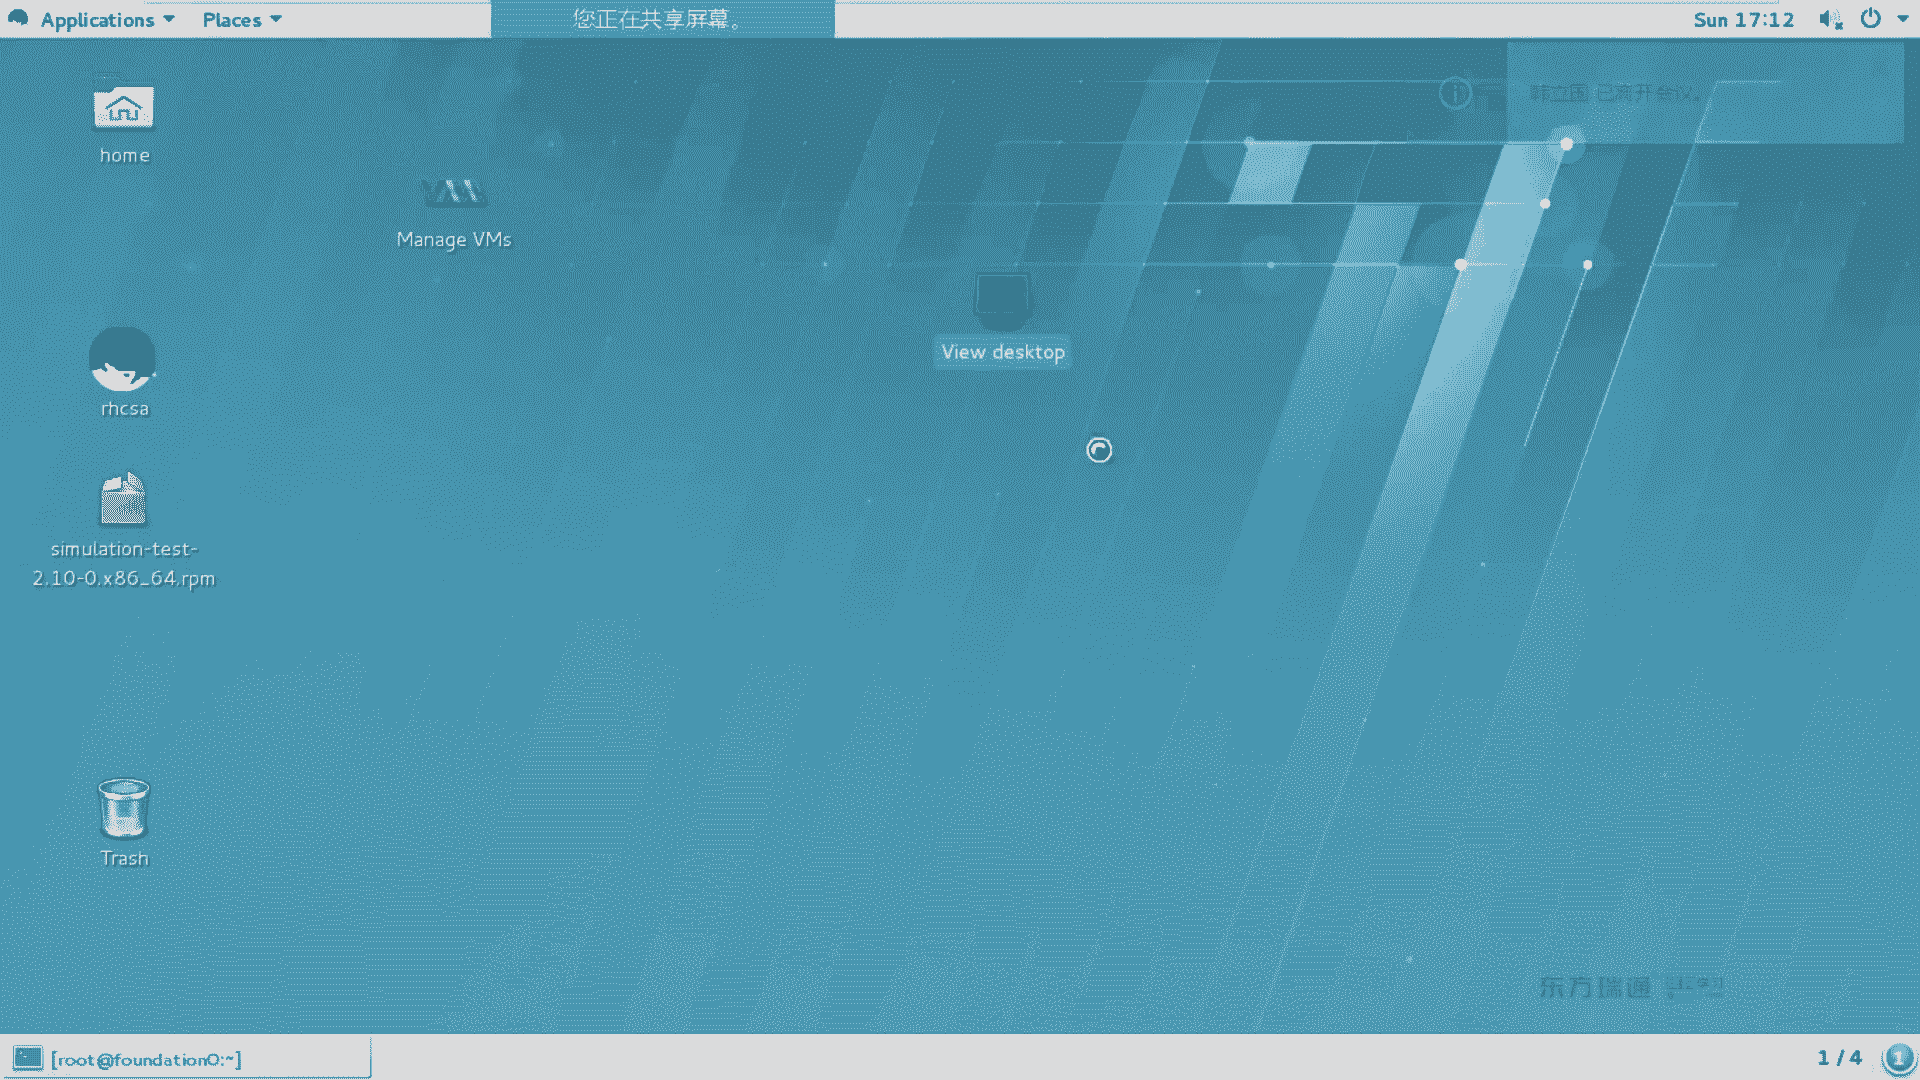 Applications
Places
您正在共享屏幕。
Sun 17:12
home
韩立国 已离开会议。
Manage VMs
View desktop
rhcsa
simulation-test-
2.10-0.x86_64.rpm
Trash
东方瑞通
[root@foundation0:~]
1 / 4
1